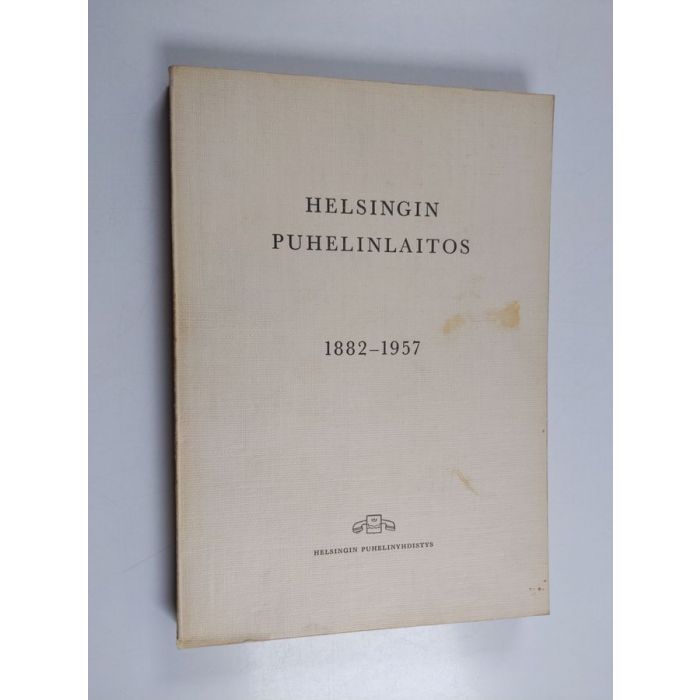 HELSINGIN
PUHELINLAITOS
1882–1957
HELSINGIN PUHELINYHDISTYS